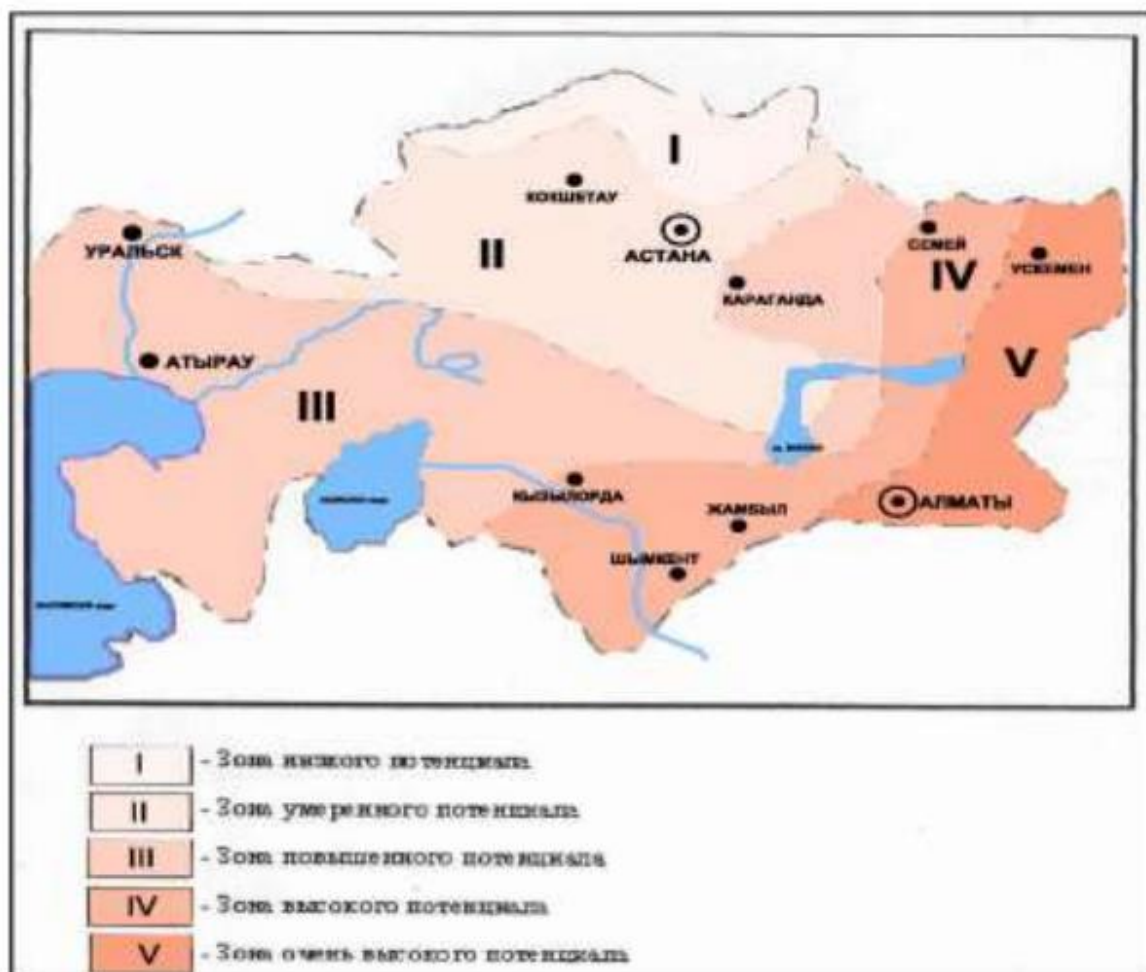 I
КОКШЕТАУ
УРАЛЬСК
II
АСТАНА
СЕМЕЙ
IV
УСКЕМЕН
КАРАГАНДА
АТЫРАУ
V
III
КЫЗЫЛОРДА
АЛМАТЫ
ЖАМБЫЛ
ШЫМКЕНТ
I - Зона низкого потенциала
II - Зона умеренного потенциала
III - Зона повышенного потенциала
IV - Зона высокого потенциала
V - Зона очень высокого потенциала